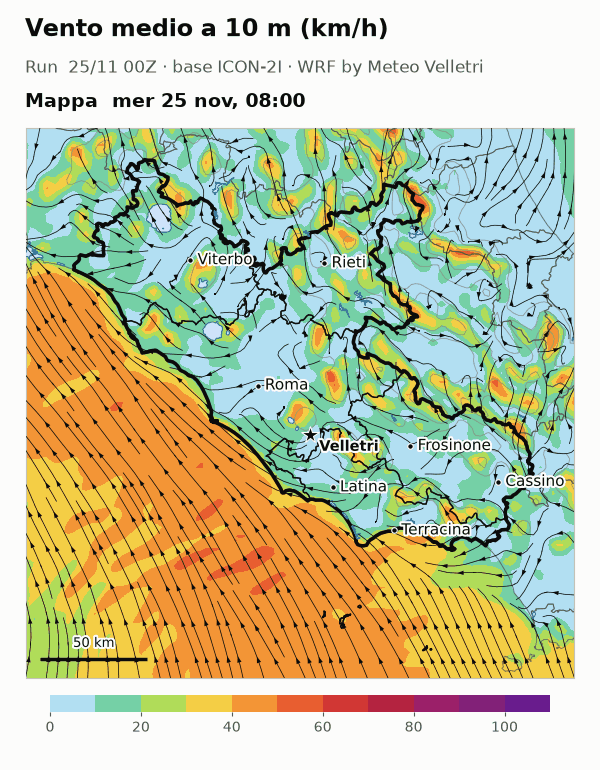 Vento medio a 10 m (km/h)
Run  25/11 00Z · base ICON-2I · WRF by Meteo Velletri
Mappa  mer 25 nov, 08:00
Viterbo
Rieti
Roma
Velletri
Frosinone
Latina
Cassino
Terracina
50 km
0 20 40 60 80 100